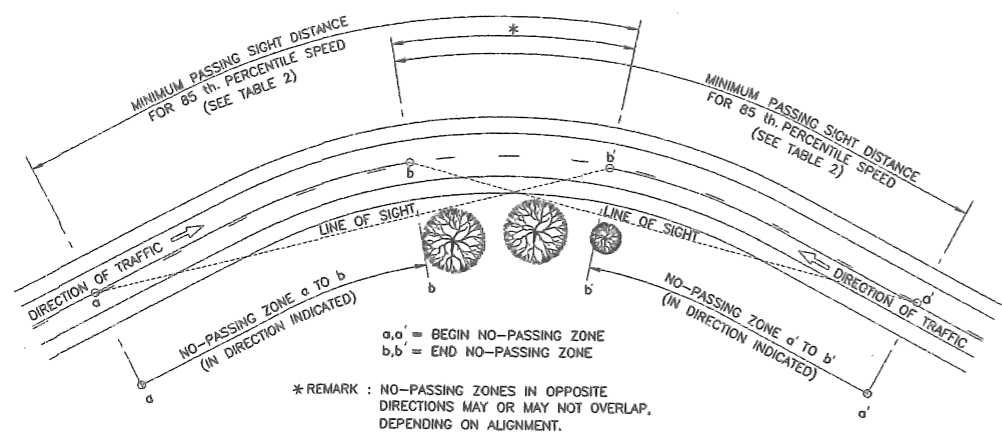 *
MINIMUM PASSING SIGHT DISTANCE
FOR 85 th. PERCENTILE SPEED
(SEE TABLE 2)
MINIMUM PASSING SIGHT DISTANCE
FOR 85 th. PERCENTILE SPEED
(SEE TABLE 2)
b
b'
DIRECTION OF TRAFFIC
LINE OF SIGHT
LINE OF SIGHT
DIRECTION OF TRAFFIC
a
a'
NO-PASSING ZONE a TO b
(IN DIRECTION INDICATED)
b
b'
NO-PASSING ZONE a' TO b'
(IN DIRECTION INDICATED)
a
a'
a,a' = BEGIN NO-PASSING ZONE
b,b' = END NO-PASSING ZONE
* REMARK : NO-PASSING ZONES IN OPPOSITE
DIRECTIONS MAY OR MAY NOT OVERLAP,
DEPENDING ON ALIGNMENT.